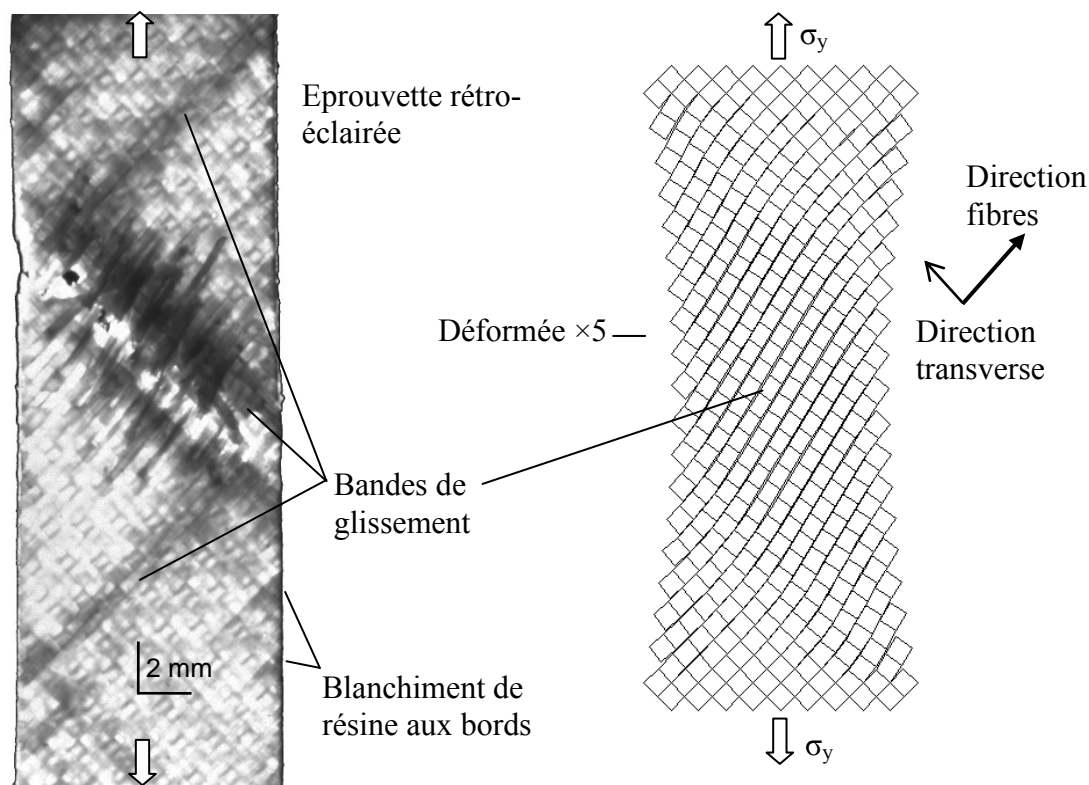 σy
Eprouvette rétro-
éclairée
Direction
fibres
Déformée ×5
Direction
transverse
Bandes de
glissement
2 mm
Blanchiment de
résine aux bords
σy